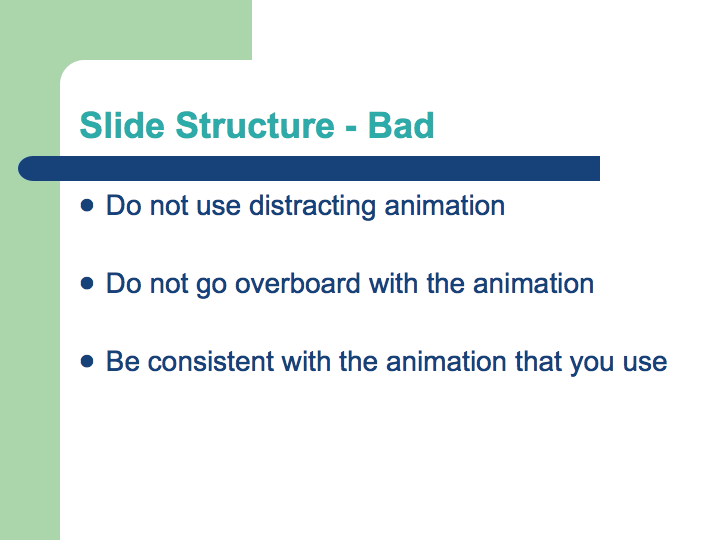 Slide Structure - Bad
● Do not use distracting animation
● Do not go overboard with the animation
● Be consistent with the animation that you use